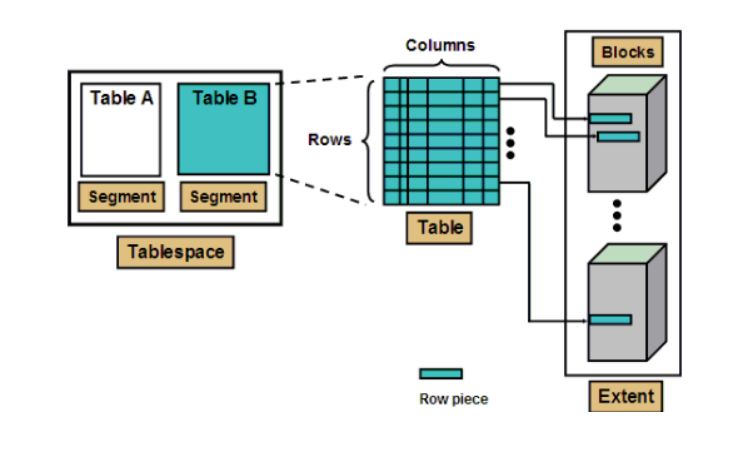 Columns
Blocks
Table A
Table B
Rows
Segment
Segment
Table
Tablespace
Row piece
Extent